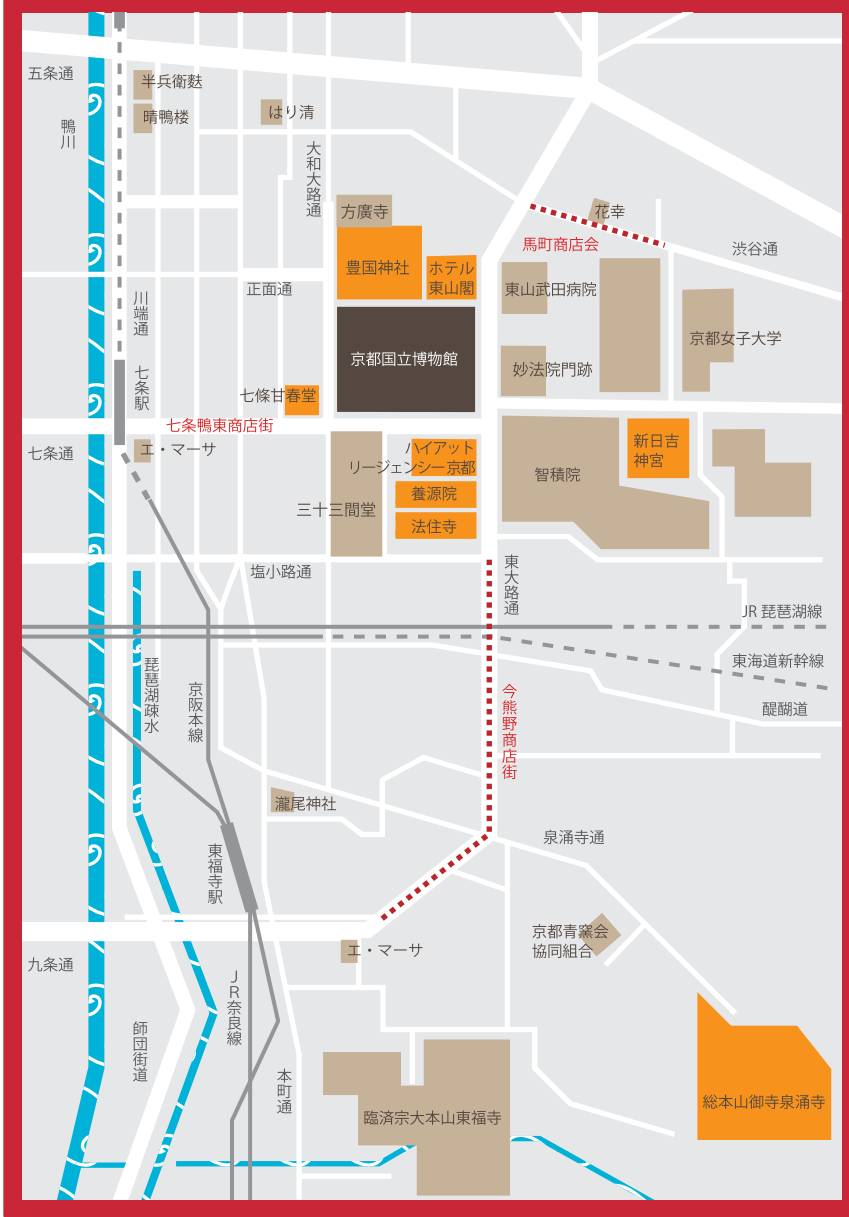 五条通
半兵衛麩
晴鴨楼
はり清
鴨川
大和大路通
方廣寺
花幸
馬町商店会
渋谷通
豊国神社
ホテル
東山閣
正面通
東山武田病院
川端通
京都女子大学
京都国立博物館
妙法院門跡
七条駅
七條甘春堂
七条鴨東商店街
七条通
エ・マーサ
ハイアット
リージェンシー京都
新日吉
神宮
智積院
養源院
三十三間堂
法住寺
塩小路通
東大路通
JR 琵琶湖線
東海道新幹線
琵琶湖疎水
京阪本線
今熊野商店街
醍醐道
瀧尾神社
泉涌寺通
東福寺駅
京都青窯会
協同組合
エ・マーサ
九条通
JR奈良線
師団街道
本町通
総本山御寺泉涌寺
臨済宗大本山東福寺